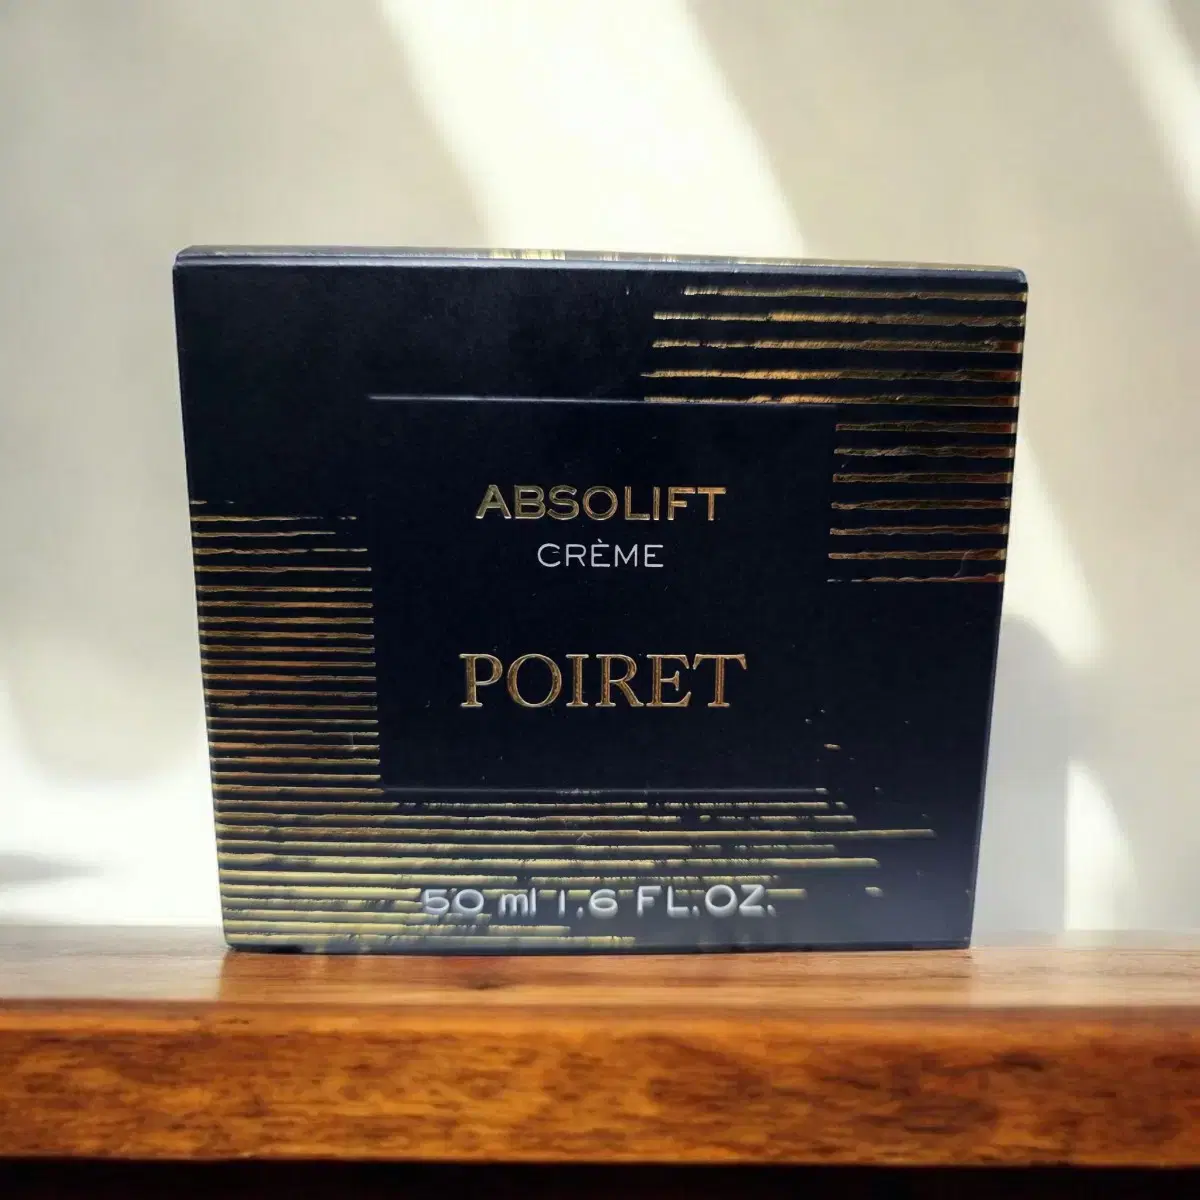 ABSOLIFT
CRÈME
POIRET
50 ml 1.6 FL.OZ.